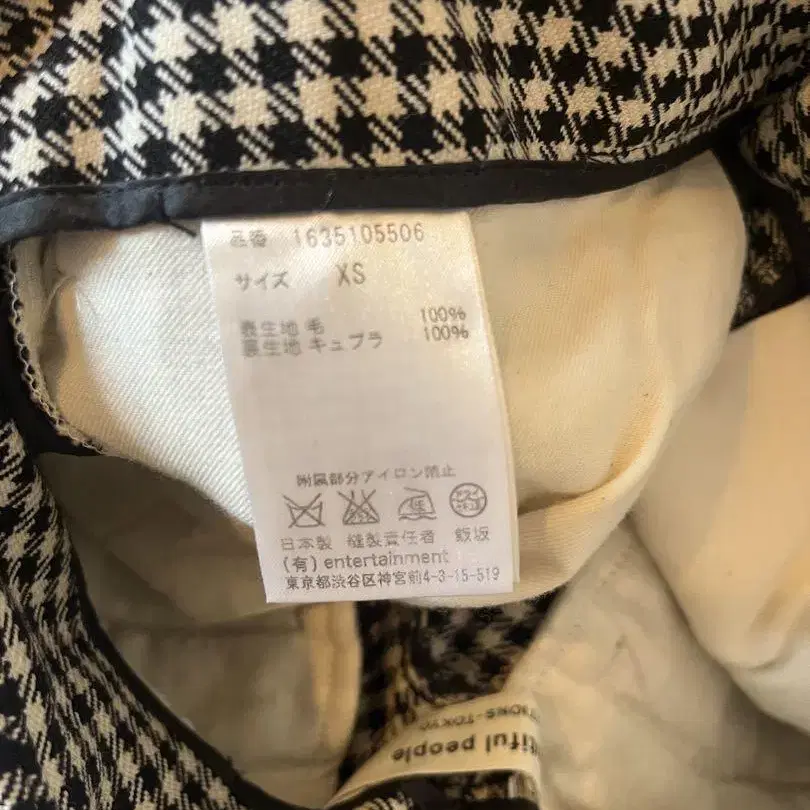 品番 1635105506
サイズ XS
表生地 毛 100%
裏生地 キュプラ 100%
附属部分アイロン禁止
日本製 縫製責任者 飯坂
(有) entertainment
東京都渋谷区神宮前4-3-15-519
tiful people
TIONS-TOKYO